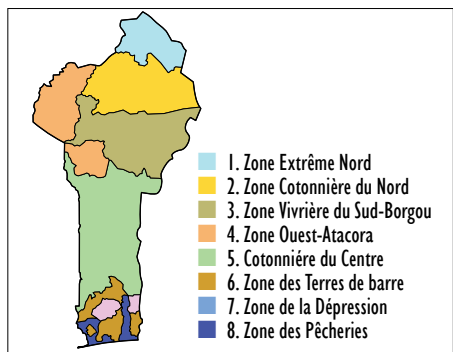 1. Zone Extrême Nord
2. Zone Cotonnière du Nord
3. Zone Vivrière du Sud-Borgou
4. Zone Ouest-Atacora
5. Cotonniére du Centre
6. Zone des Terres de barre
7. Zone de la Dépression
8. Zone des Pêcheries